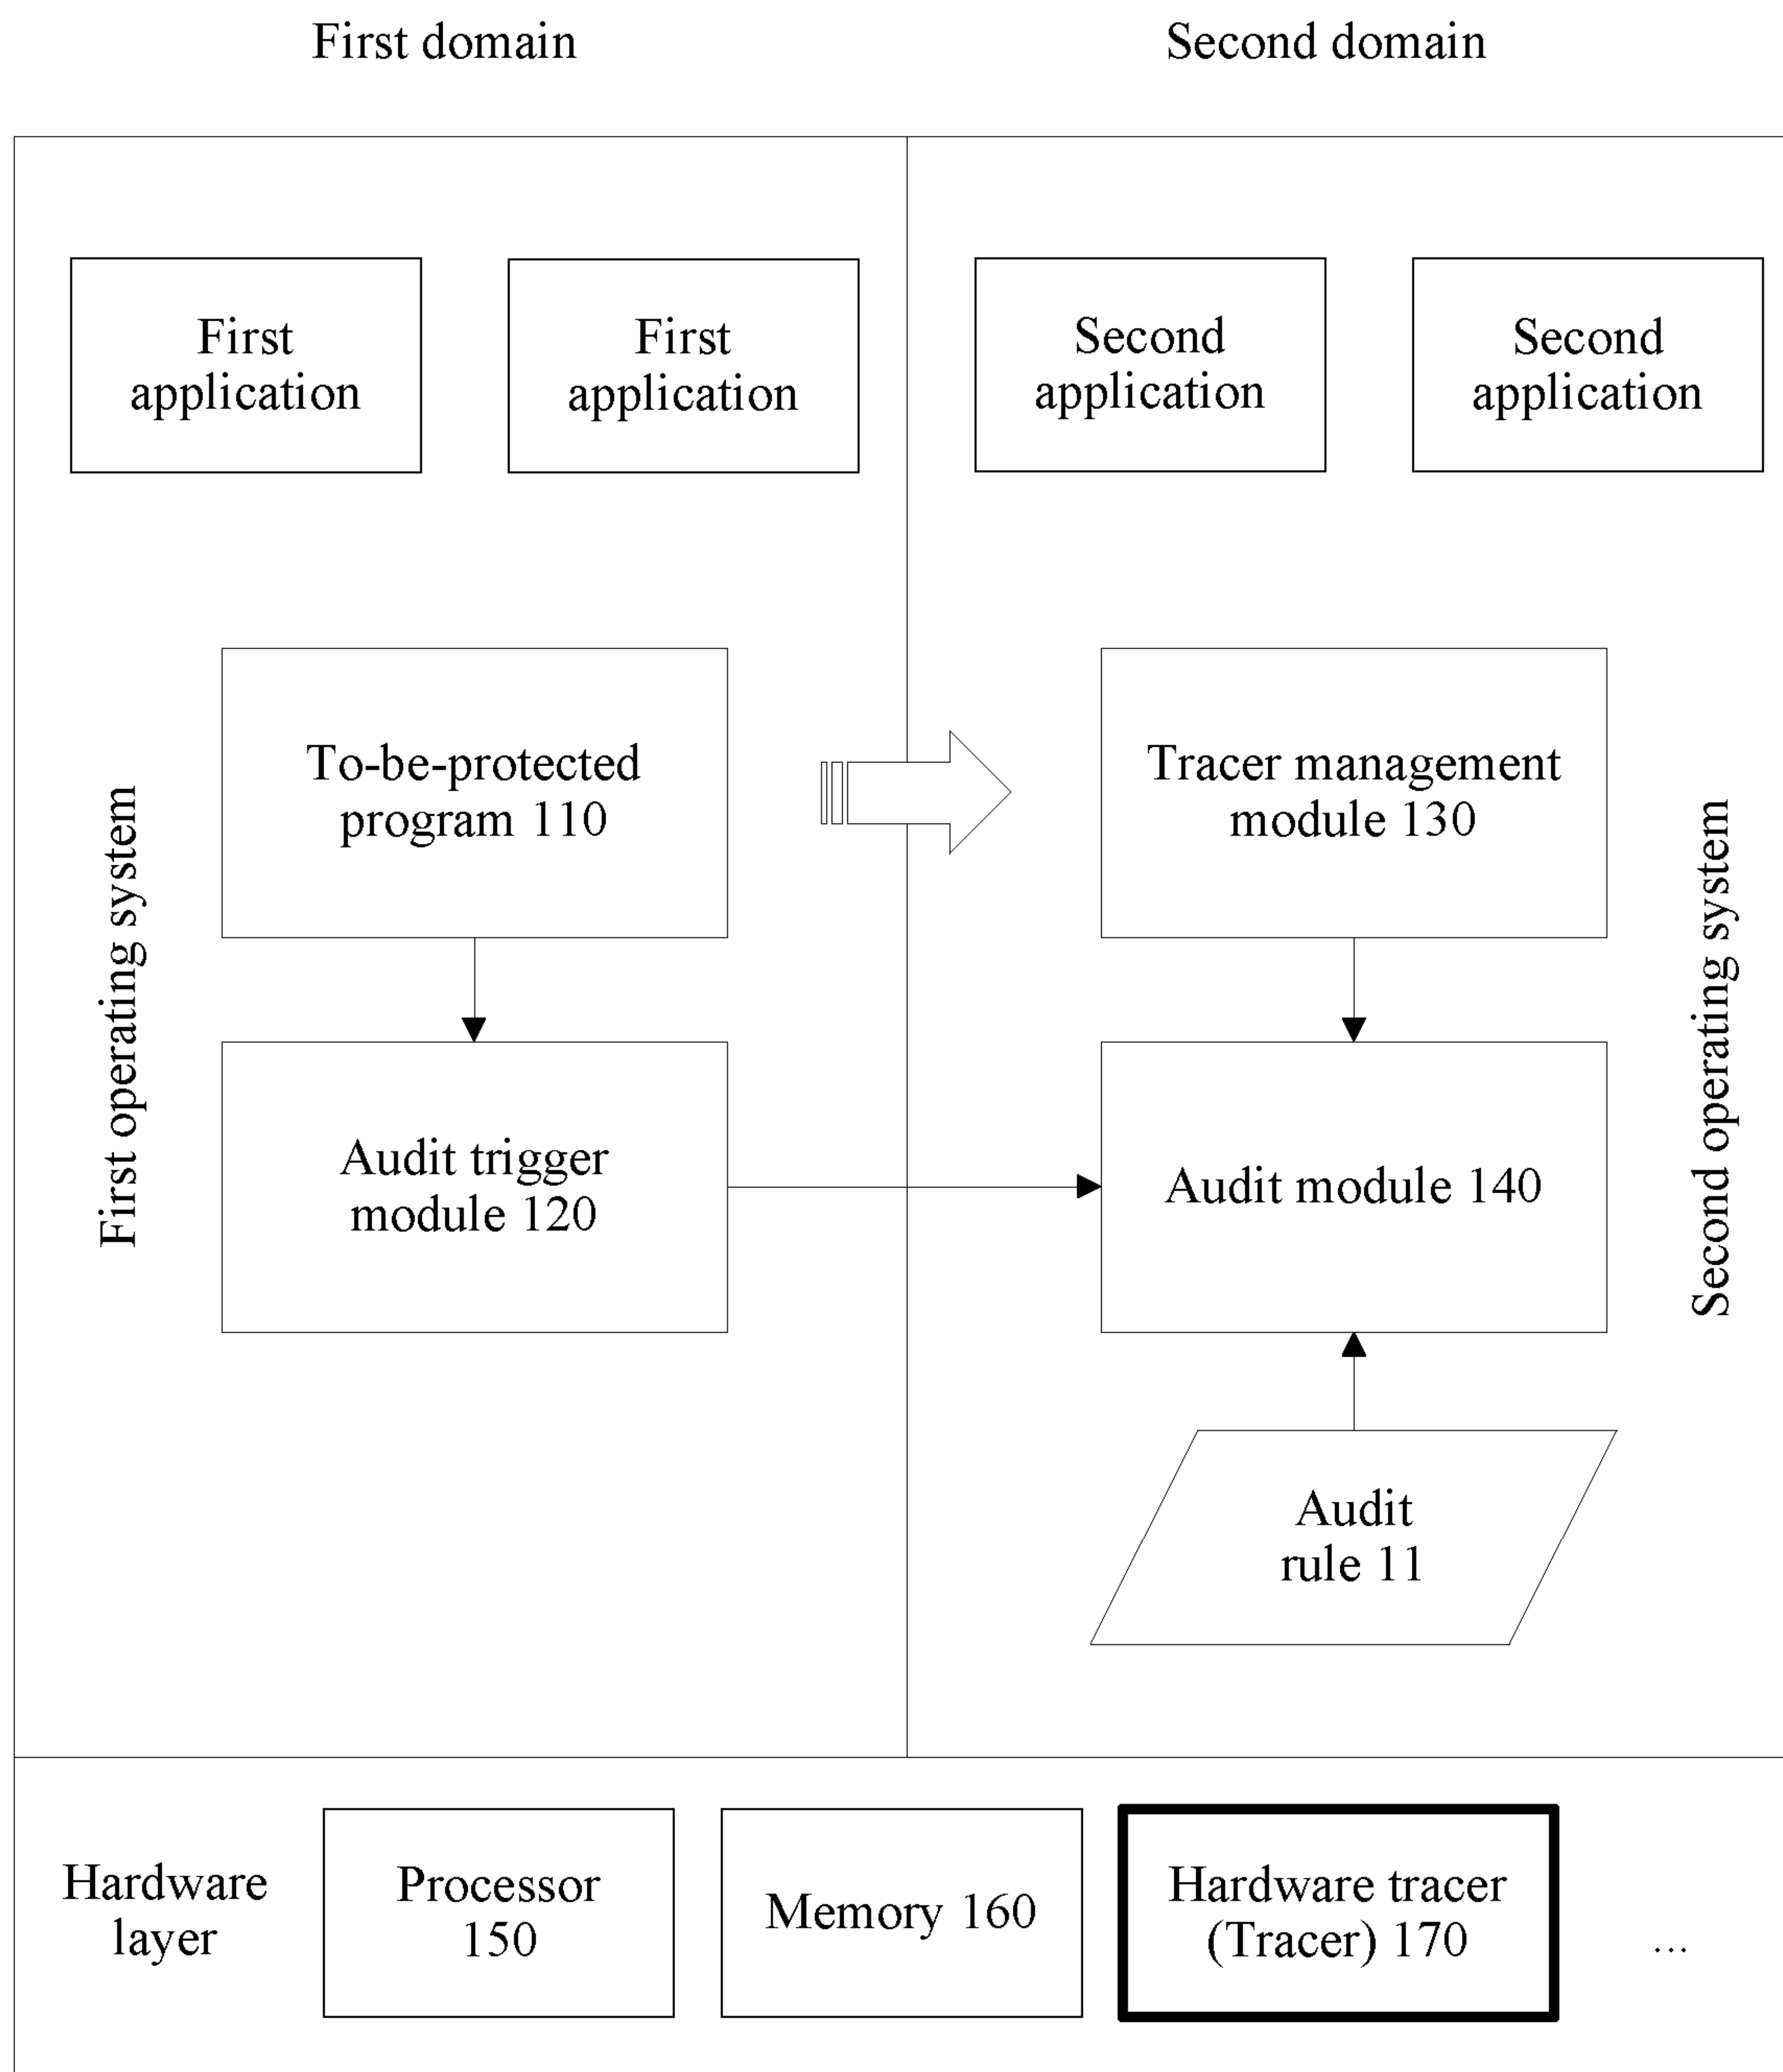 First domain
Second domain
First
application
First
application
Second
application
Second
application
First operating system
To-be-protected
program 110
Tracer management
module 130
Second operating system
Audit trigger
module 120
Audit module 140
Audit
rule 11
Hardware
layer
Processor
150
Memory 160
Hardware tracer
(Tracer) 170
...